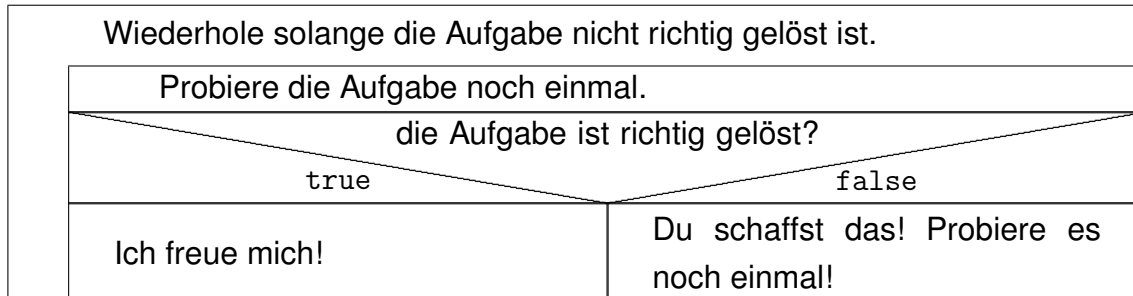 Wiederhole solange die Aufgabe nicht richtig gelöst ist.
Probiere die Aufgabe noch einmal.
die Aufgabe ist richtig gelöst?
true
false
Ich freue mich!
Du schaffst das! Probiere es
noch einmal!